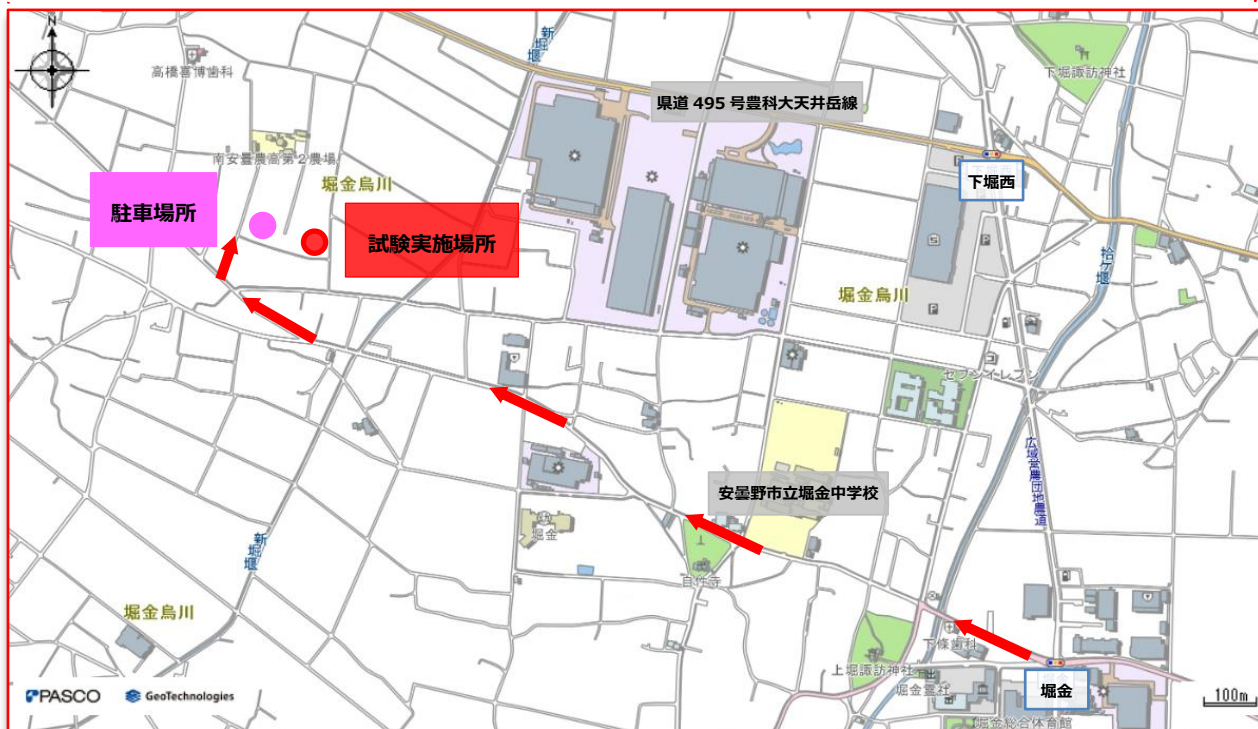 N
高橋喜博歯科
新堀堰
県道 495 号豊科大天井岳線
下堀諏訪神社
南安曇農高第2農場
堀金烏川
下堀西
駐車場所
試験実施場所
拾ケ堰
堀金烏川
セブンイレブン
広域営農団地農道
安曇野市立堀金中学校
堀金
自性寺
新堀堰
堀金烏川
下條歯科
上堀諏訪神社
堀金霊社
堀金
堀金総合体育館
PASCO
GeoTechnologies
100m